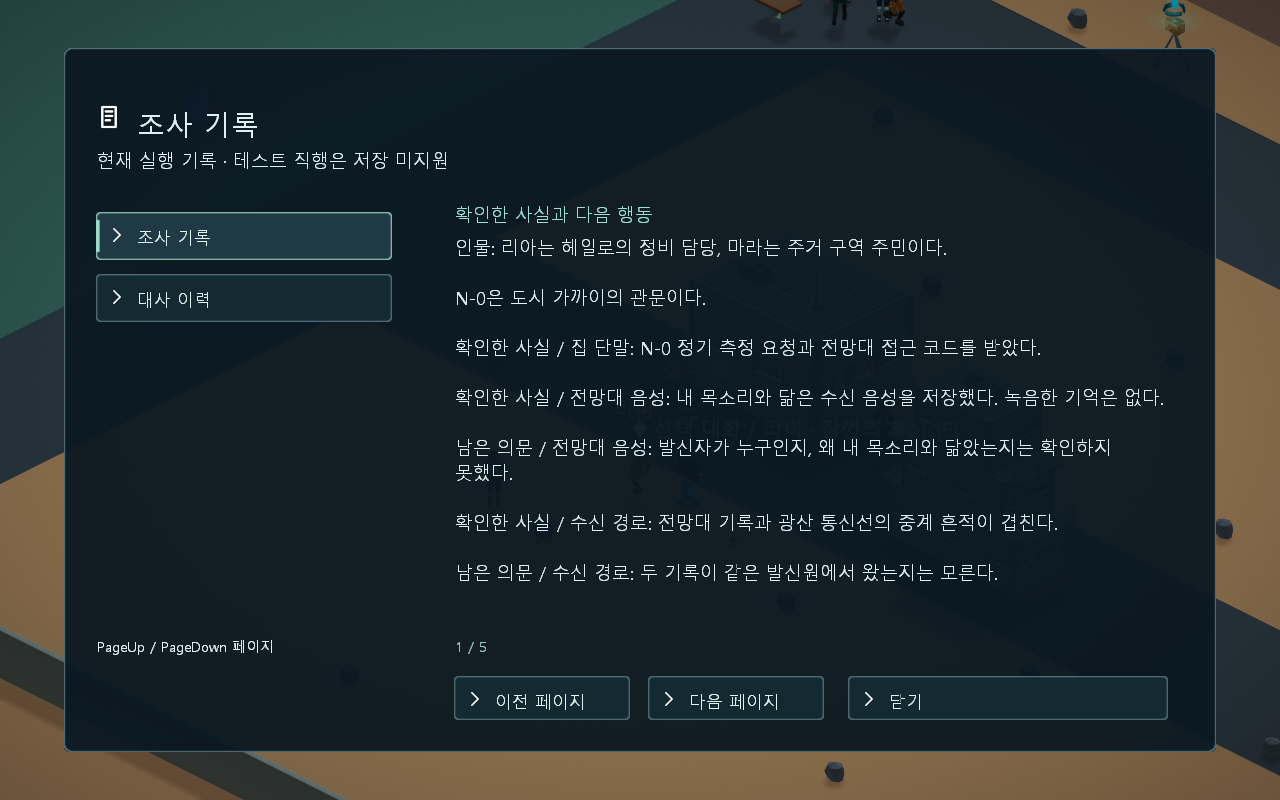 조사 기록
현재 실행 기록 · 테스트 직행은 저장 미지원
조사 기록
대사 이력
확인한 사실과 다음 행동
인물: 리아는 헤일로의 정비 담당, 마라는 주거 구역 주민이다.
N-0은 도시 가까이의 관문이다.
확인한 사실 / 집 단말: N-0 정기 측정 요청과 전망대 접근 코드를 받았다.
확인한 사실 / 전망대 음성: 내 목소리와 닮은 수신 음성을 저장했다. 녹음한 기억은 없다.
남은 의문 / 전망대 음성: 발신자가 누구인지, 왜 내 목소리와 닮았는지는 확인하지
못했다.
확인한 사실 / 수신 경로: 전망대 기록과 광산 통신선의 중계 흔적이 겹친다.
남은 의문 / 수신 경로: 두 기록이 같은 발신원에서 왔는지는 모른다.
PageUp / PageDown 페이지
1 / 5
이전 페이지
다음 페이지
닫기